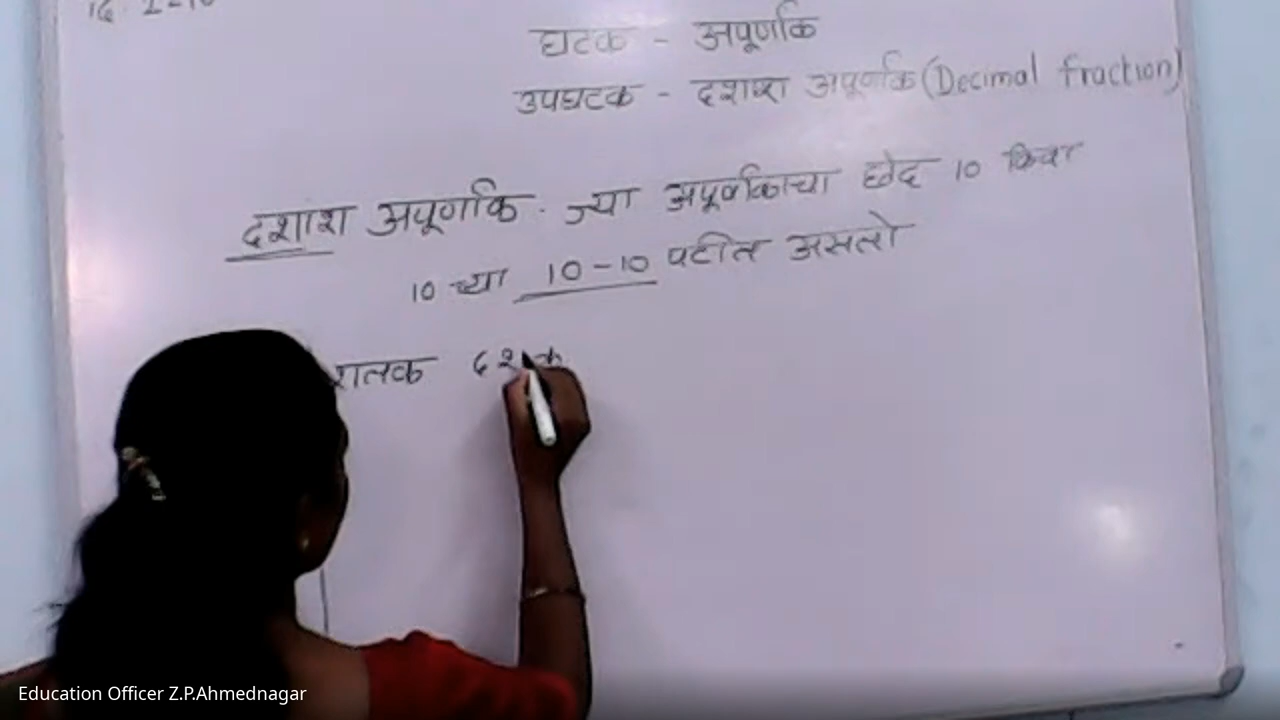 घटक - अपूर्णांक
उपघटक - दशांश अपूर्णांक (Decimal fraction)
दशांश अपूर्णांक. ज्या अपूर्णांकाचा छेद 10 किंवा
10 च्या 10-10 पटीत असतो
शतक दशक
Education Officer Z.P.Ahmednagar